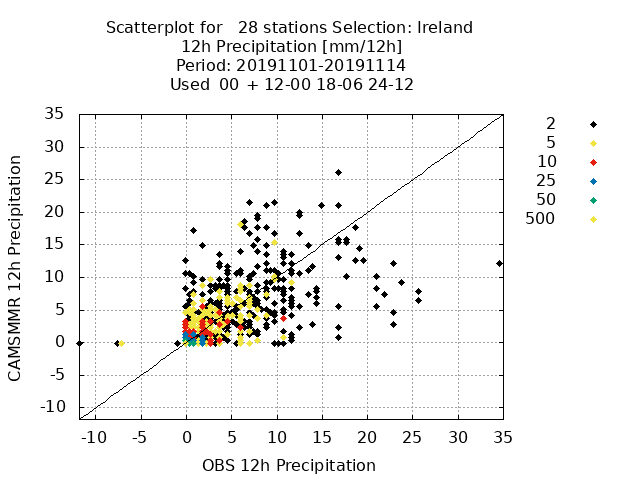 Scatterplot for   28 stations Selection: Ireland
12h Precipitation [mm/12h]
Period: 20191101-20191114
Used  00 + 12-00 18-06 24-12
35
30
25
20
15
10
5
0
-5
-10
CAMSMMR 12h Precipitation
-10 -5 0 5 10 15 20 25 30 35
OBS 12h Precipitation
2
5
10
25
50
500